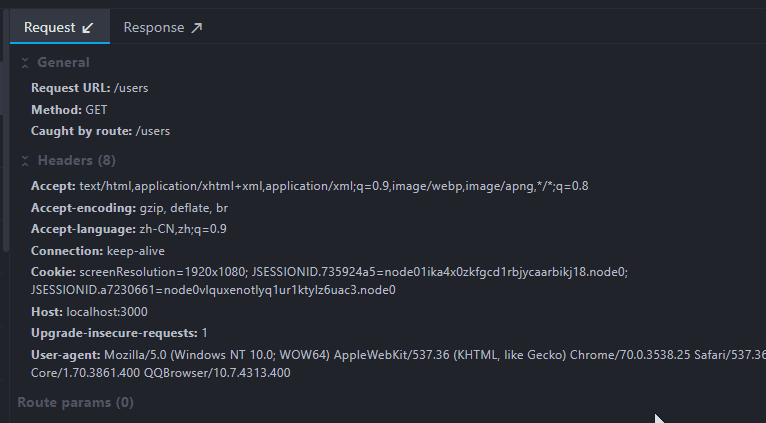 Request
Response
General
Request URL: /users
Method: GET
Caught by route: /users
Headers (8)
Accept: text/html,application/xhtml+xml,application/xml;q=0.9,image/webp,image/apng,*/*;q=0.8
Accept-encoding: gzip, deflate, br
Accept-language: zh-CN,zh;q=0.9
Connection: keep-alive
Cookie: screenResolution=1920x1080; JSESSIONID.735924a5=node01ika4x0zkfgcd1rbjycaarbikj18.node0;
JSESSIONID.a7230661=node0vlquxenotlyq1ur1ktylz6uac3.node0
Host: localhost:3000
Upgrade-insecure-requests: 1
User-agent: Mozilla/5.0 (Windows NT 10.0; WOW64) AppleWebKit/537.36 (KHTML, like Gecko) Chrome/70.0.3538.25 Safari/537.36
Core/1.70.3861.400 QQBrowser/10.7.4313.400
Route params (0)